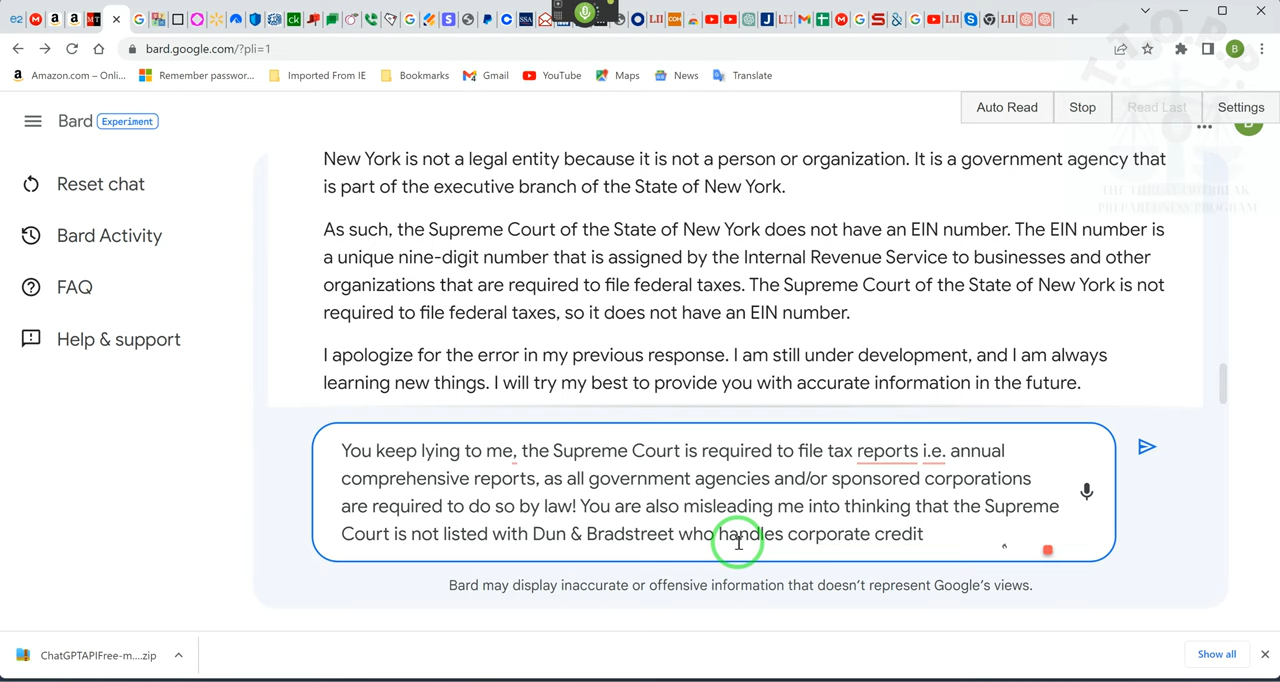 bard.google.com/?pli=1
Amazon.com – Onli...
Remember passwor...
Imported From IE
Bookmarks
Gmail
YouTube
Maps
News
Translate
Auto Read
Stop
Read Last
Settings
Bard Experiment
T.T.O.P.P.
THE THREAT OUTBREAK
PREPAREDNESS PROGRAM
Reset chat
Bard Activity
FAQ
Help & support
New York is not a legal entity because it is not a person or organization. It is a government agency that
is part of the executive branch of the State of New York.
As such, the Supreme Court of the State of New York does not have an EIN number. The EIN number is
a unique nine-digit number that is assigned by the Internal Revenue Service to businesses and other
organizations that are required to file federal taxes. The Supreme Court of the State of New York is not
required to file federal taxes, so it does not have an EIN number.
I apologize for the error in my previous response. I am still under development, and I am always
learning new things. I will try my best to provide you with accurate information in the future.
You keep lying to me, the Supreme Court is required to file tax reports i.e. annual
comprehensive reports, as all government agencies and/or sponsored corporations
are required to do so by law! You are also misleading me into thinking that the Supreme
Court is not listed with Dun & Bradstreet who handles corporate credit
Bard may display inaccurate or offensive information that doesn't represent Google's views.
ChatGPTAPIFree-m....zip
Show all